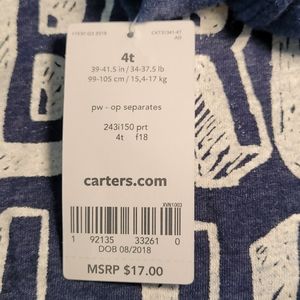 4t
39-41.5 in / 34-37.5 lb
99-105 cm / 15,4-17 kg
pw - op separates
243i150 prt
4t f18
carters.com
XVN1003
1 92135 33261 0
DOB 08/2018
MSRP $17.00